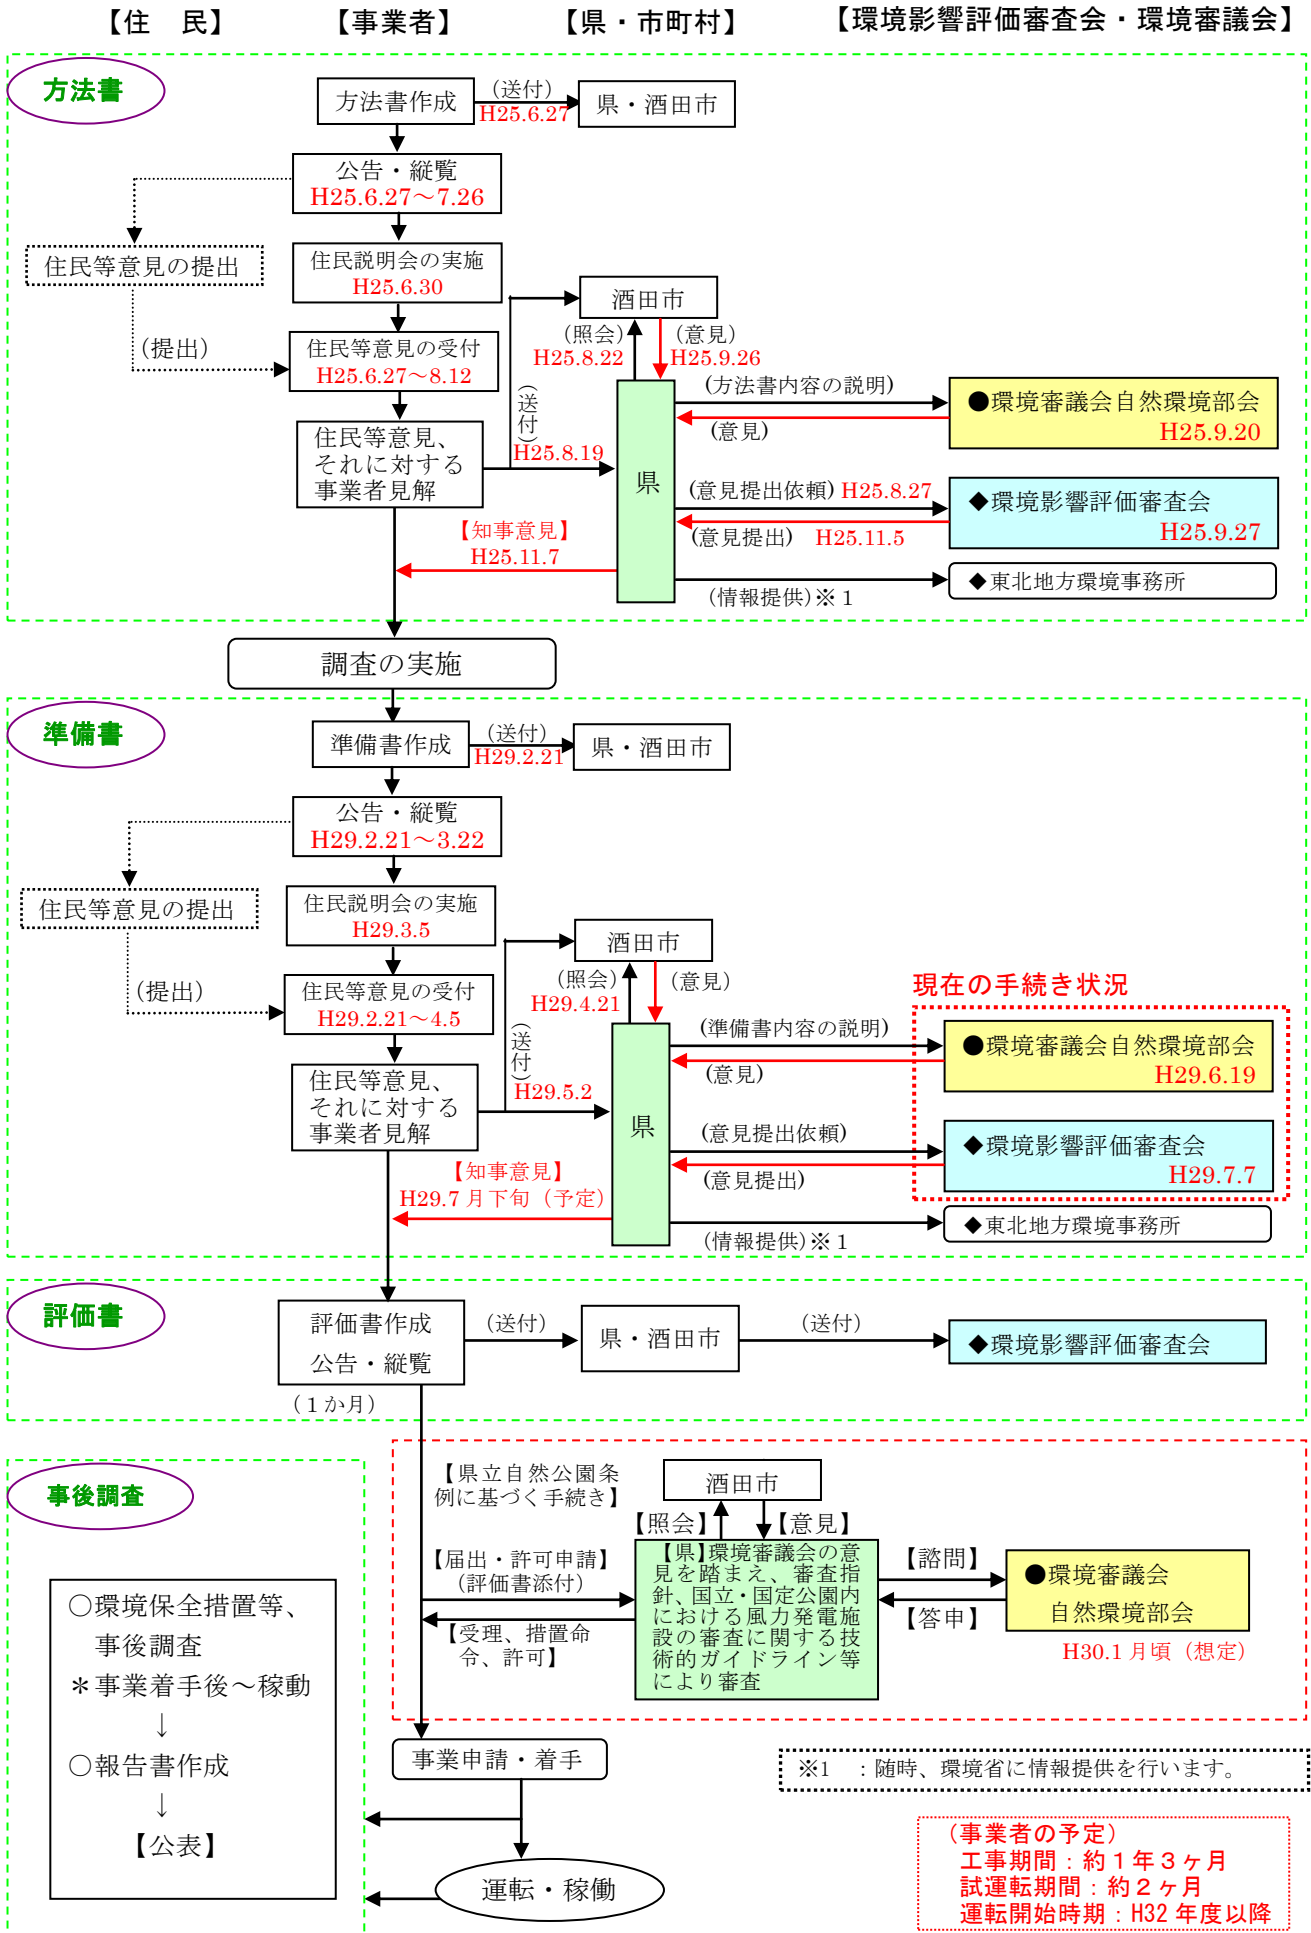 【住　民】
【事業者】
【県・市町村】
【環境影響評価審査会・環境審議会】
方法書
方法書作成
(送付)
H25.6.27
県・酒田市
公告・縦覧
H25.6.27～7.26
住民等意見の提出
(提出)
住民説明会の実施
H25.6.30
住民等意見の受付
H25.6.27～8.12
住民等意見、
それに対する
事業者見解
(送付)
H25.8.19
酒田市
(照会)
H25.8.22
(意見)
H25.9.26
県
(方法書内容の説明)
(意見)
●環境審議会自然環境部会
H25.9.20
(意見提出依頼) H25.8.27
(意見提出)　H25.11.5
◆環境影響評価審査会
H25.9.27
【知事意見】
H25.11.7
(情報提供)※１
◆東北地方環境事務所
調査の実施
準備書
準備書作成
(送付)
H29.2.21
県・酒田市
公告・縦覧
H29.2.21～3.22
住民等意見の提出
(提出)
住民説明会の実施
H29.3.5
住民等意見の受付
H29.2.21～4.5
住民等意見、
それに対する
事業者見解
(送付)
H29.5.2
酒田市
(照会)
H29.4.21
(意見)
県
現在の手続き状況
(準備書内容の説明)
(意見)
●環境審議会自然環境部会
H29.6.19
(意見提出依頼)
(意見提出)
◆環境影響評価審査会
H29.7.7
【知事意見】
H29.7 月下旬（予定）
(情報提供)※１
◆東北地方環境事務所
評価書
評価書作成
公告・縦覧
(１か月)
(送付)
県・酒田市
(送付)
◆環境影響評価審査会
事後調査
○環境保全措置等、
事後調査
＊事業着手後～稼動
↓
○報告書作成
↓
【公表】
【県立自然公園条
例に基づく手続き】
酒田市
【照会】
【意見】
【届出・許可申請】
(評価書添付)
【受理、措置命
令、許可】
【県】環境審議会の意
見を踏まえ、審査指
針、国立・国定公園内
における風力発電施
設の審査に関する技
術的ガイドライン等
により審査
【諮問】
【答申】
●環境審議会
自然環境部会
H30.1 月頃（想定）
事業申請・着手
運転・稼働
※1　：随時、環境省に情報提供を行います。
（事業者の予定）
工事期間：約１年３ヶ月
試運転期間：約２ヶ月
運転開始時期：H32 年度以降